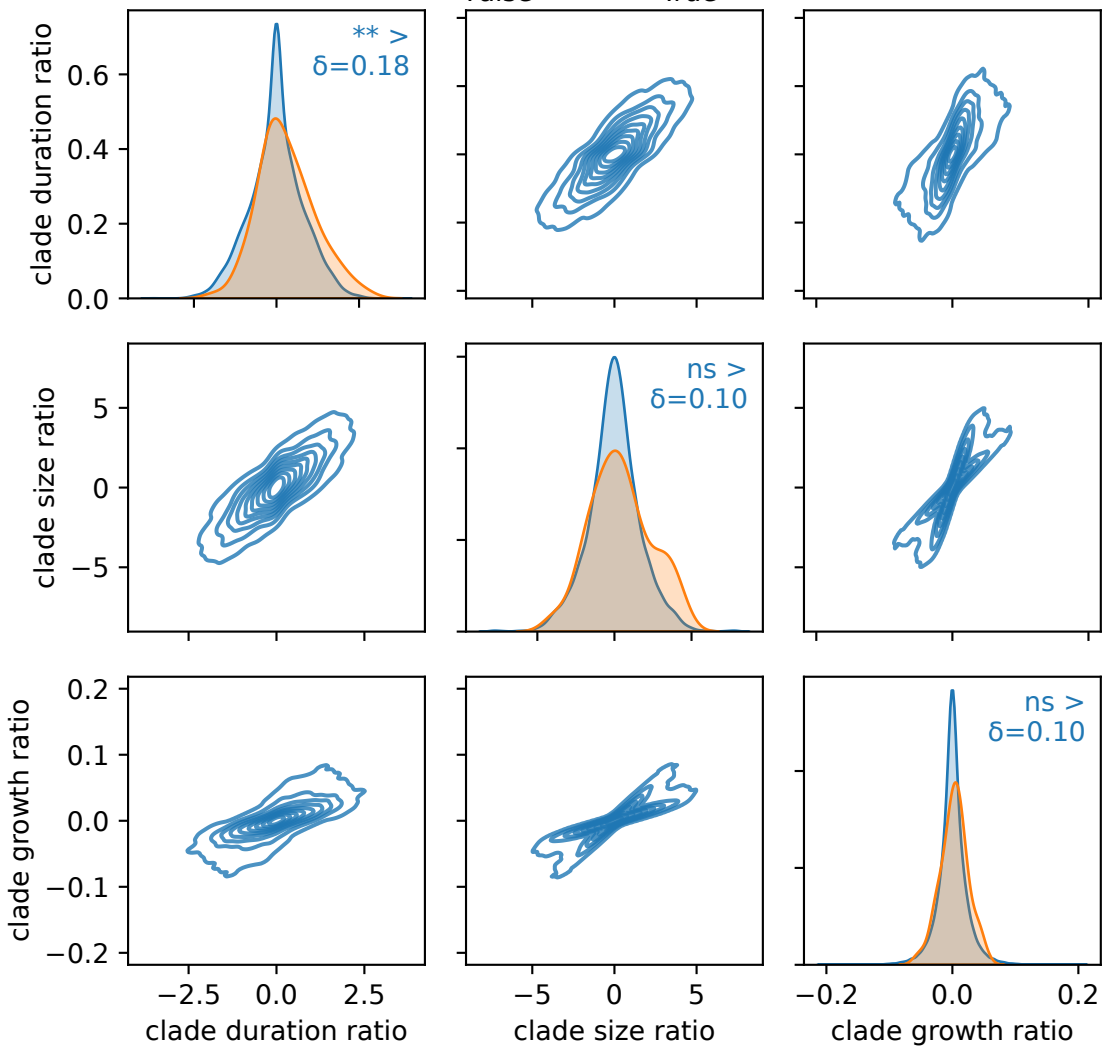 0.6
0.4
0.2
0.0
clade duration ratio
** >
δ=0.18
5
0
−5
clade size ratio
ns >
δ=0.10
0.2
0.1
0.0
−0.1
−0.2
clade growth ratio
ns >
δ=0.10
−2.5 0.0 2.5
−5 0 5
−0.2 0.0 0.2
clade duration ratio
clade size ratio
clade growth ratio